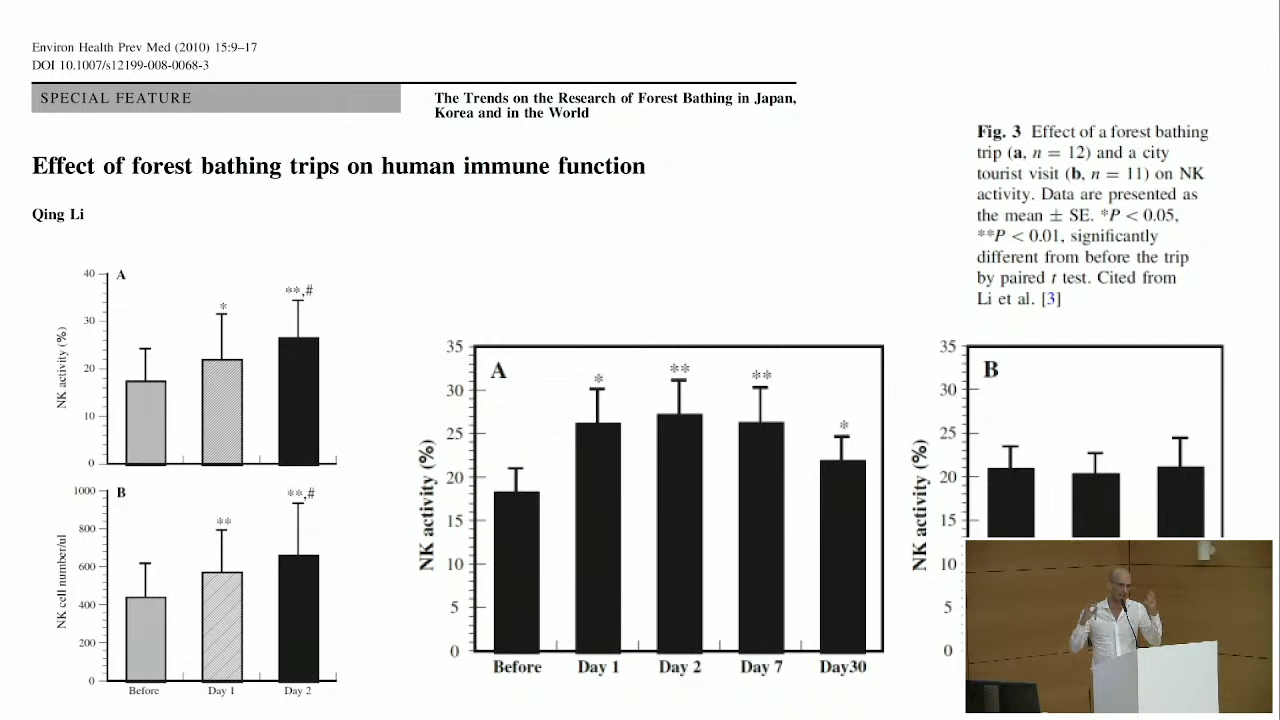 Environ Health Prev Med (2010) 15:9–17
DOI 10.1007/s12199-008-0068-3
SPECIAL FEATURE
The Trends on the Research of Forest Bathing in Japan,
Korea and in the World
Effect of forest bathing trips on human immune function
Qing Li
Fig. 3 Effect of a forest bathing
trip (a, n = 12) and a city
tourist visit (b, n = 11) on NK
activity. Data are presented as
the mean ± SE. *P < 0.05,
**P < 0.01, significantly
different from before the trip
by paired t test. Cited from
Li et al. [3]
A
NK activity (%)
40
30
20
10
0
*
**,#
B
NK cell number/ul
1000
800
600
400
200
0
**
**,#
Before
Day 1
Day 2
A
NK activity (%)
35
30
25
20
15
10
5
0
*
**
**
*
Before
Day 1
Day 2
Day 7
Day30
B
NK activity (%)
35
30
25
20
15
10
5
0